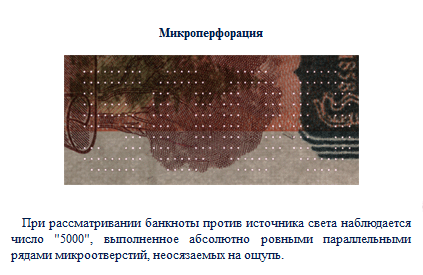 Микроперфорация
При рассматривании банкноты против источника света наблюдается
число "5000", выполненное абсолютно ровными параллельными
рядами микроотверстий, неосязаемых на ощупь.